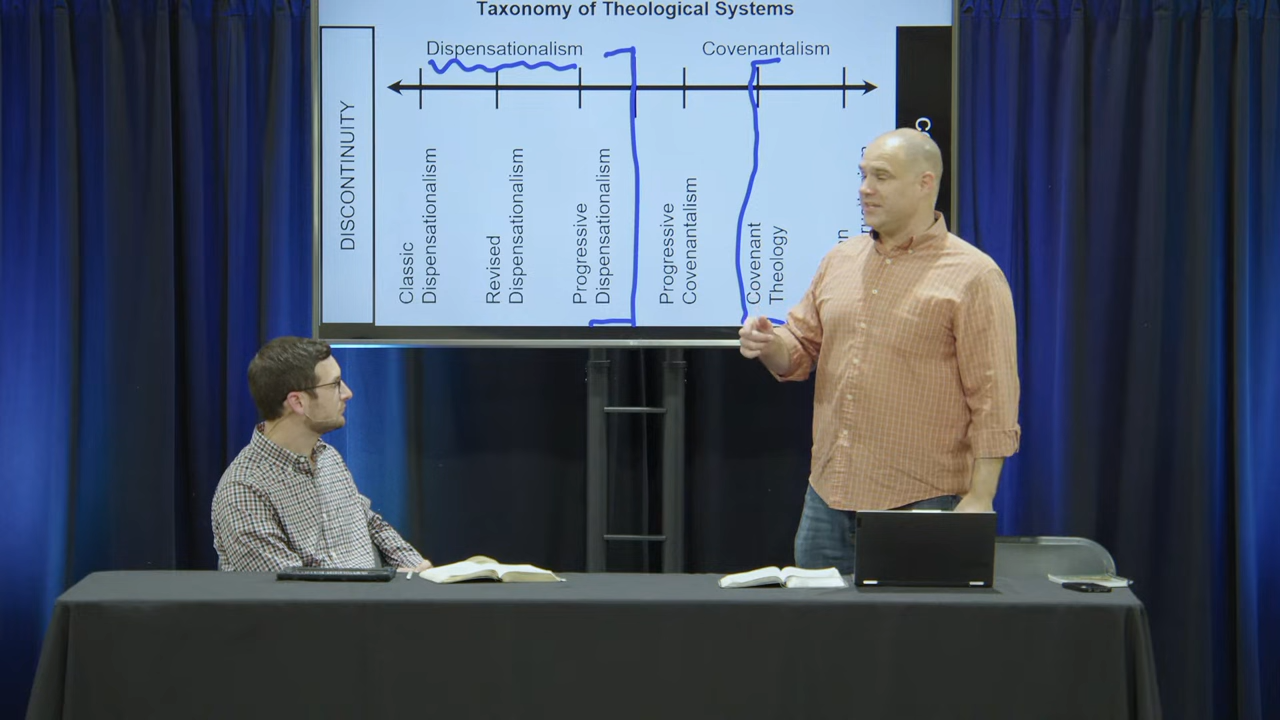 Taxonomy of Theological Systems
Dispensationalism
Covenantalism
DISCONTINUITY
Classic
Dispensationalism
Revised
Dispensationalism
Progressive
Dispensationalism
Progressive
Covenantalism
Covenant
Theology